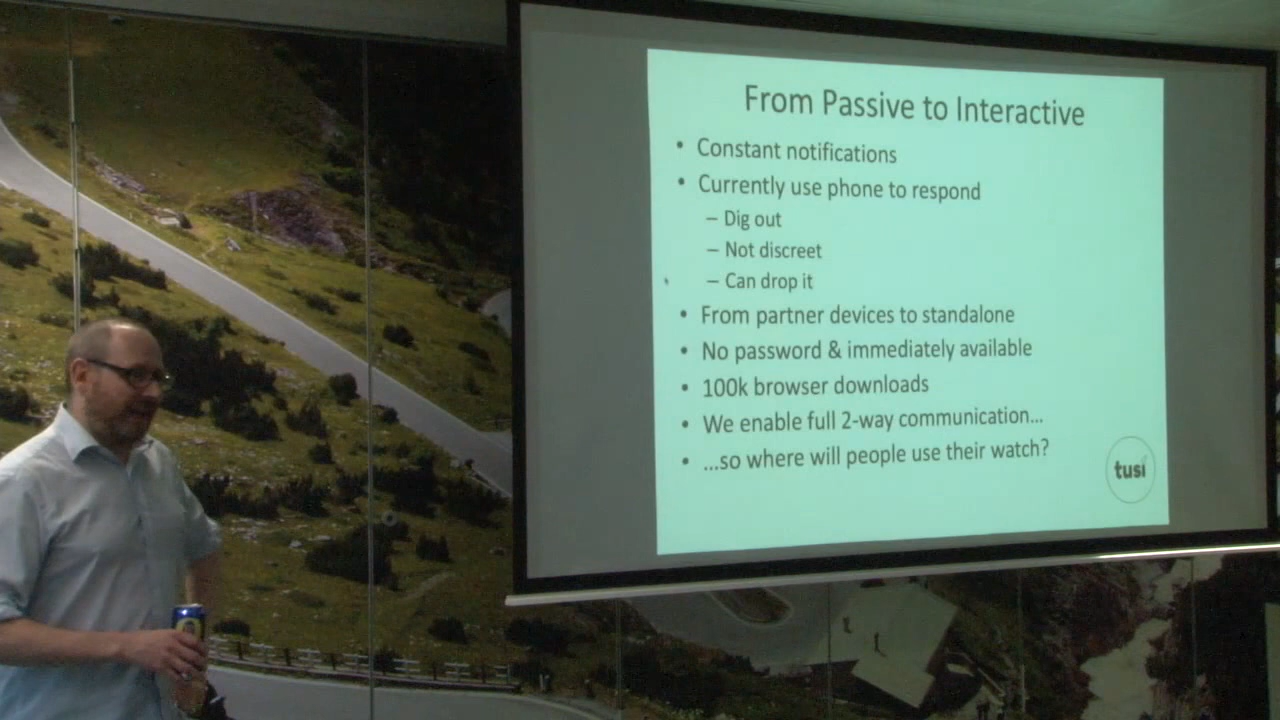 From Passive to Interactive
• Constant notifications
• Currently use phone to respond
– Dig out
– Not discreet
– Can drop it
• From partner devices to standalone
• No password & immediately available
• 100k browser downloads
• We enable full 2-way communication...
• ...so where will people use their watch?
tusi